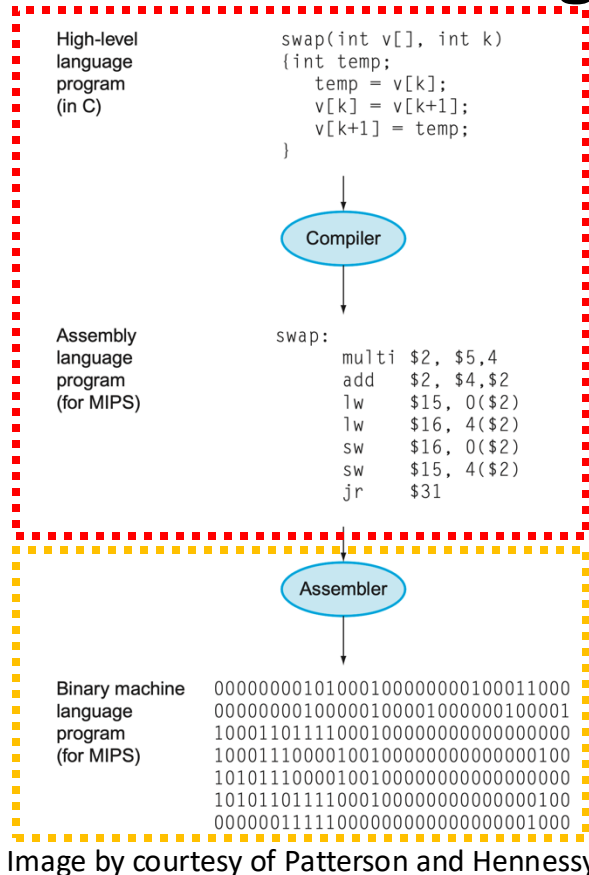 High-level
language
program
(in C)
swap(int v[], int k)
{int temp;
temp = v[k];
v[k] = v[k+1];
v[k+1] = temp;
}
Compiler
Assembly
language
program
(for MIPS)
swap:
multi $2, $5,4
add $2, $4,$2
lw $15, 0($2)
lw $16, 4($2)
sw $16, 0($2)
sw $15, 4($2)
jr $31
Assembler
Binary machine
language
program
(for MIPS)
00000000101000100000000100011000
00000000100000100001000000100001
10001101111000100000000000000000
10001110000100100000000000000100
10101110000100100000000000000000
10101101111000100000000000000100
00000011111000000000000000001000
Image by courtesy of Patterson and Hennessy